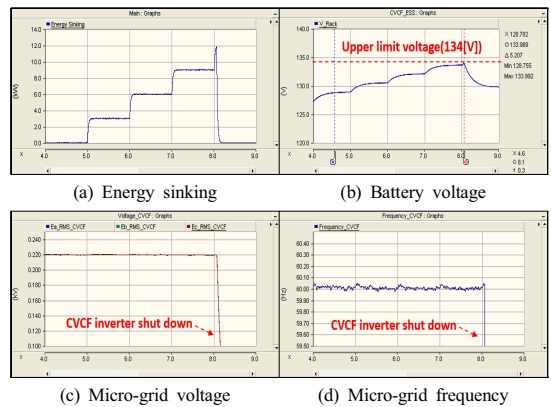 Main : Graphs
Energy Sinking
14.0
12.0
10.0
8.0
6.0
4.0
2.0
0.0
(kW)
x 4.0 5.0 6.0 7.0 8.0 9.0
(a) Energy sinking
CVCF_ESS : Graphs
V_Rack
Upper limit voltage(134[V])
140.0
135.0
130.0
125.0
120.0
(V)
X 128.782
O 133.989
Δ 5.207
Min 128.755
Max 133.992
x 4.0 5.0 6.0 7.0 8.0 9.0
X 4.6
O 8.1
f 0.3
(b) Battery voltage
Voltage_CVCF : Graphs
Ea_RMS_CVCF Eb_RMS_CVCF Ec_RMS_CVCF
0.240
0.220
0.200
0.180
0.160
0.140
0.120
0.100
(kV)
CVCF inverter shut down
x 4.0 5.0 6.0 7.0 8.0 9.0
(c) Micro-grid voltage
Frequency_CVCF : Graphs
Frequency_CVCF
60.40
60.30
60.20
60.10
60.00
59.90
59.80
59.70
59.60
59.50
(Hz)
CVCF inverter shut down
x 4.0 5.0 6.0 7.0 8.0 9.0
(d) Micro-grid frequency